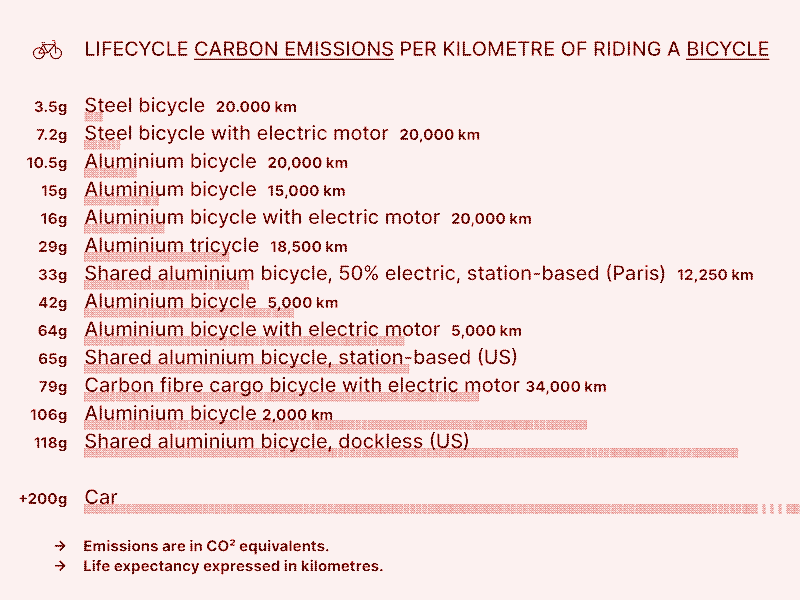 LIFECYCLE CARBON EMISSIONS PER KILOMETRE OF RIDING A BICYCLE
3.5g Steel bicycle 20.000 km
7.2g Steel bicycle with electric motor 20,000 km
10.5g Aluminium bicycle 20,000 km
15g Aluminium bicycle 15,000 km
16g Aluminium bicycle with electric motor 20,000 km
29g Aluminium tricycle 18,500 km
33g Shared aluminium bicycle, 50% electric, station-based (Paris) 12,250 km
42g Aluminium bicycle 5,000 km
64g Aluminium bicycle with electric motor 5,000 km
65g Shared aluminium bicycle, station-based (US)
79g Carbon fibre cargo bicycle with electric motor 34,000 km
106g Aluminium bicycle 2,000 km
118g Shared aluminium bicycle, dockless (US)
+200g Car
→ Emissions are in CO² equivalents.
→ Life expectancy expressed in kilometres.